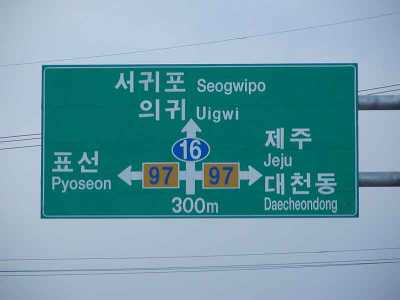 서귀포 Seogwipo
의귀 Uigwi
16
제주
Jeju
표선
Pyoseon
97
97
대천동
Daecheondong
300m